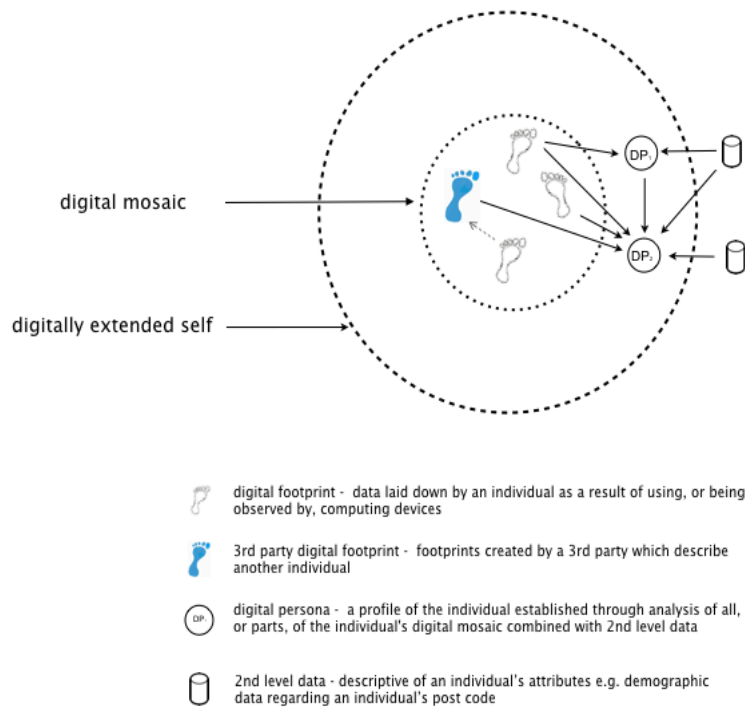 DP₁
digital mosaic
DP₂
digitally extended self
digital footprint - data laid down by an individual as a result of using, or being
observed by, computing devices
3rd party digital footprint - footprints created by a 3rd party which describe
another individual
DP₁
digital persona - a profile of the individual established through analysis of all,
or parts, of the individual's digital mosaic combined with 2nd level data
2nd level data - descriptive of an individual's attributes e.g. demographic
data regarding an individual's post code